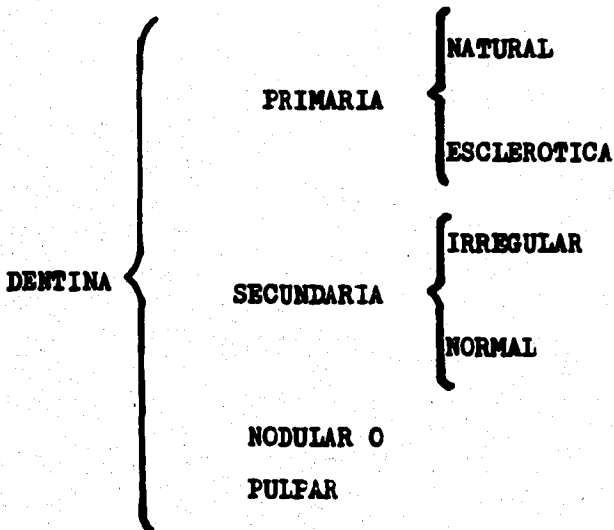 NATURAL
PRIMARIA
ESCLEROTICA
IRREGULAR
DENTINA
SECUNDARIA
NORMAL
NODULAR O
PULPAR